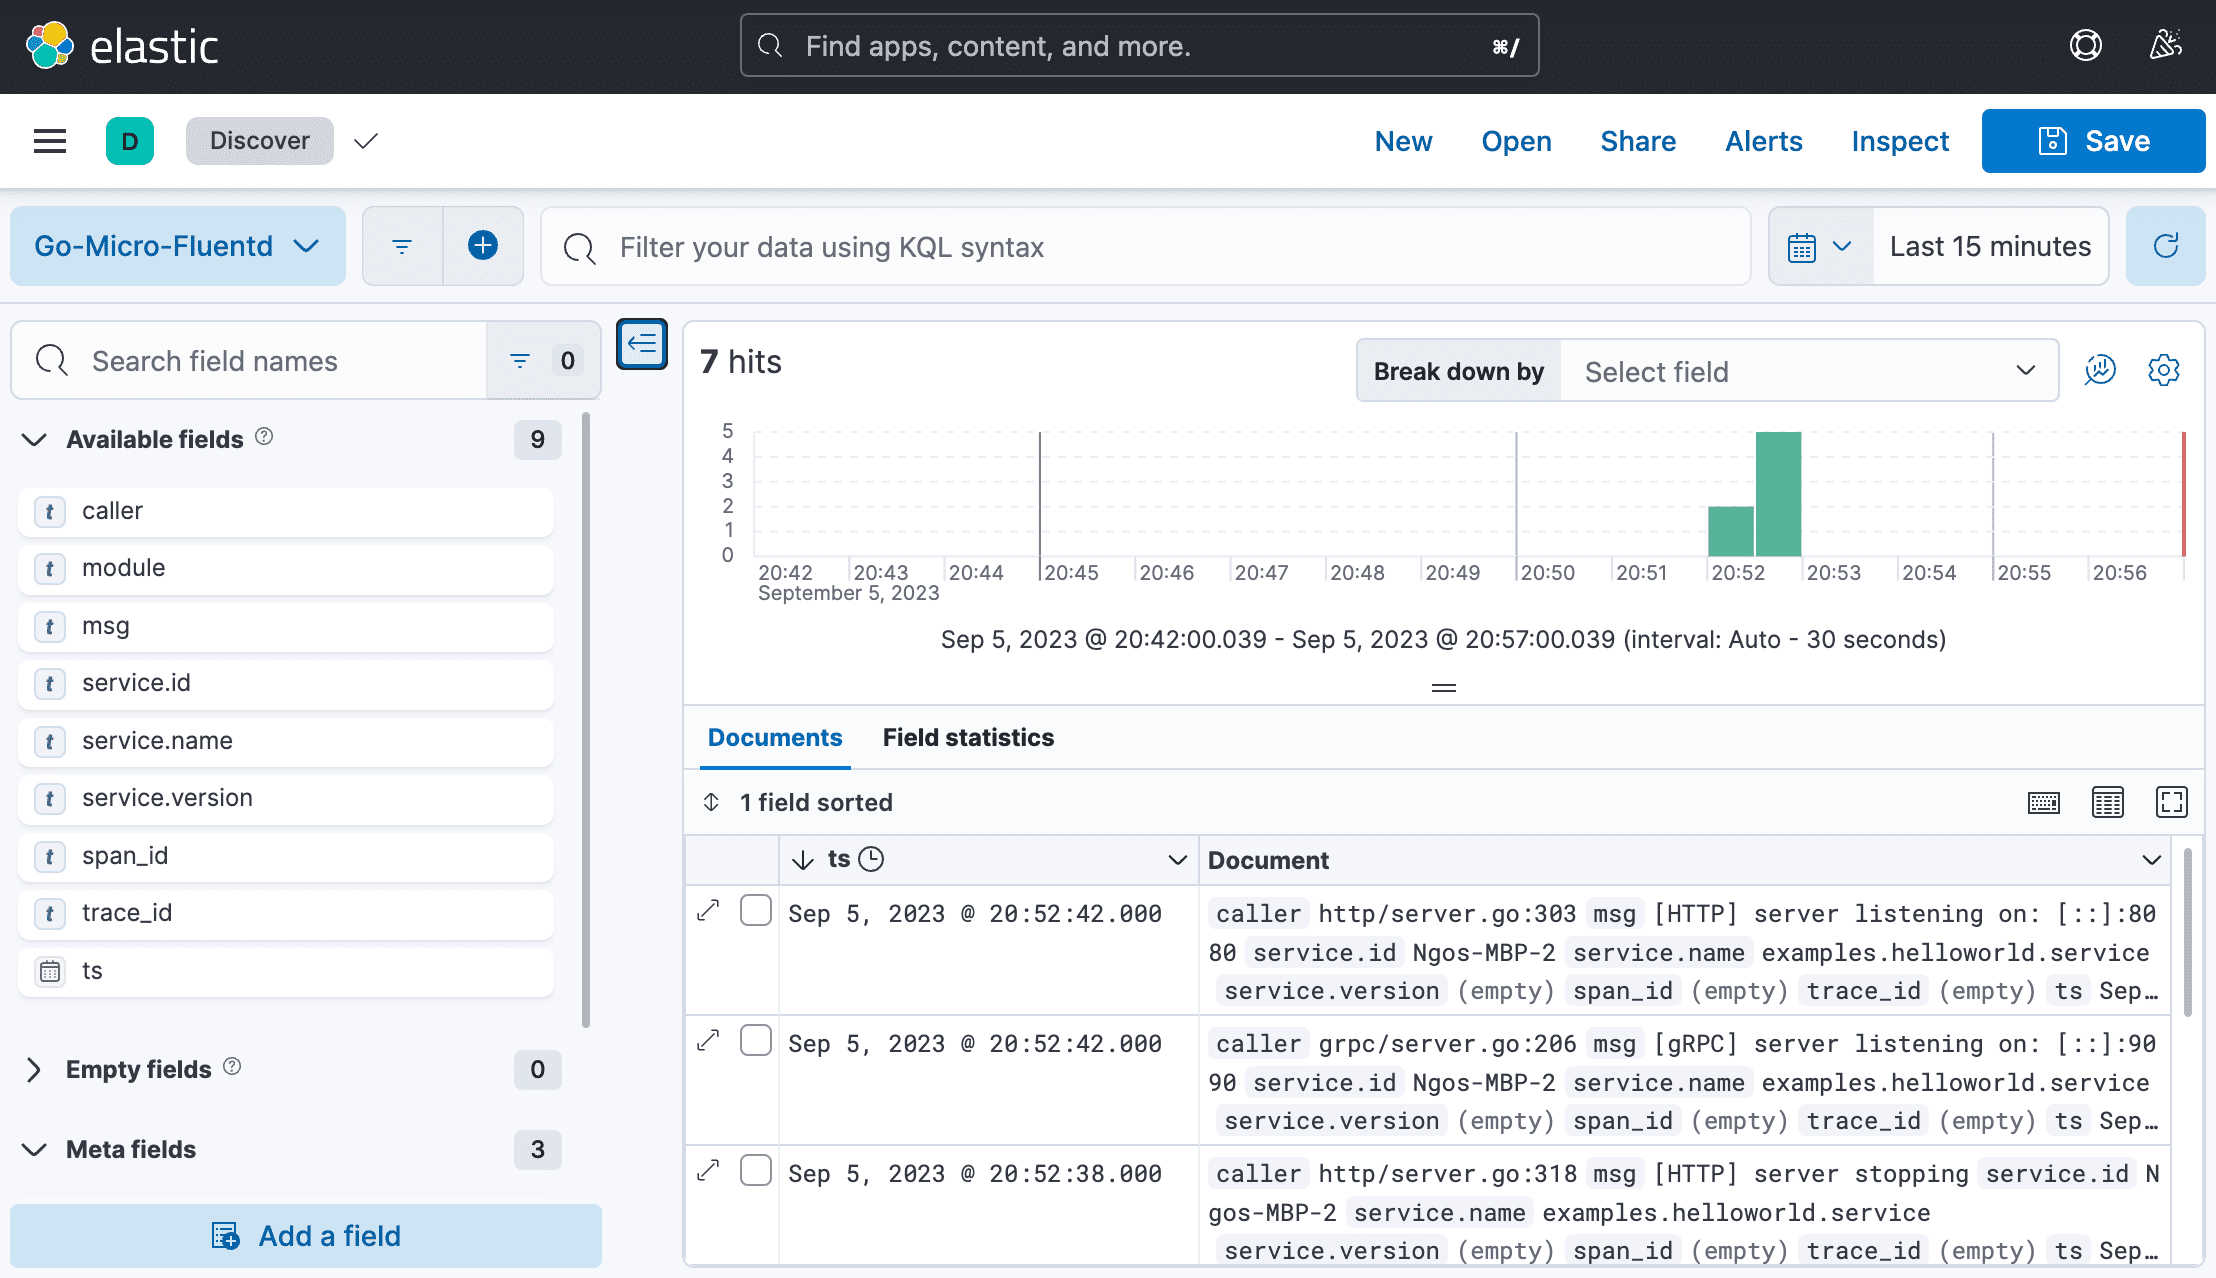 elastic
Find apps, content, and more.
⌘/
D
Discover
New
Open
Share
Alerts
Inspect
Save
Go-Micro-Fluentd
Filter your data using KQL syntax
Last 15 minutes
Search field names
0
Available fields
9
t caller
t module
t msg
t service.id
t service.name
t service.version
t span_id
t trace_id
ts
Empty fields
0
Meta fields
3
Add a field
7 hits
Break down by
Select field
5
4
3
2
1
0
20:42 20:43 20:44 20:45 20:46 20:47 20:48 20:49 20:50 20:51 20:52 20:53 20:54 20:55 20:56
September 5, 2023
Sep 5, 2023 @ 20:42:00.039 - Sep 5, 2023 @ 20:57:00.039 (interval: Auto - 30 seconds)
Documents
Field statistics
1 field sorted
ts
Document
Sep 5, 2023 @ 20:52:42.000
caller http/server.go:303 msg [HTTP] server listening on: [::]:80
80 service.id Ngos-MBP-2 service.name examples.helloworld.service
service.version (empty) span_id (empty) trace_id (empty) ts Sep…
Sep 5, 2023 @ 20:52:42.000
caller grpc/server.go:206 msg [gRPC] server listening on: [::]:90
90 service.id Ngos-MBP-2 service.name examples.helloworld.service
service.version (empty) span_id (empty) trace_id (empty) ts Sep…
Sep 5, 2023 @ 20:52:38.000
caller http/server.go:318 msg [HTTP] server stopping service.id N
gos-MBP-2 service.name examples.helloworld.service
service.version (empty) span_id (empty) trace_id (empty) ts Sep…